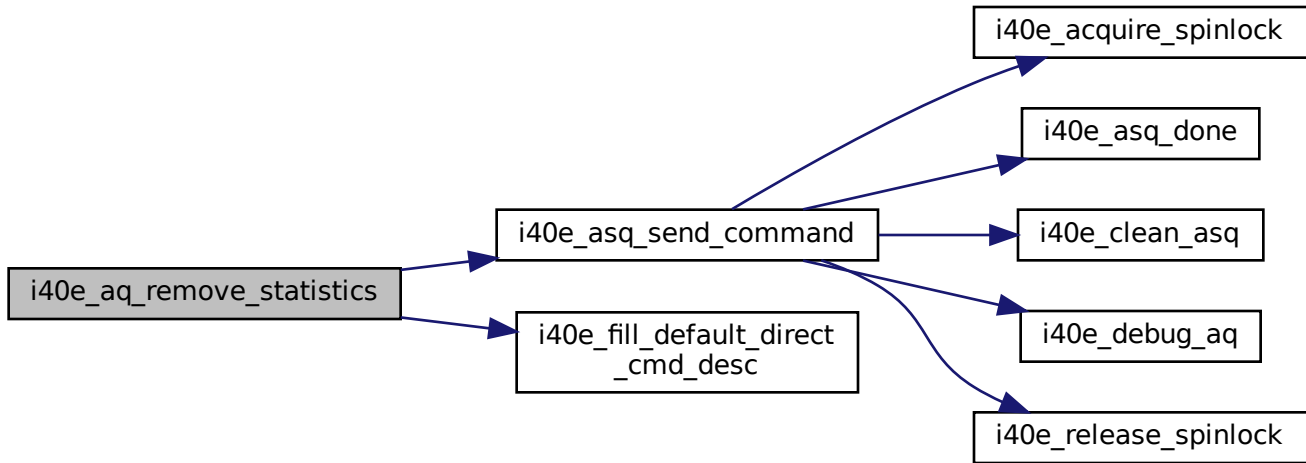 i40e_acquire_spinlock
i40e_asq_done
i40e_asq_send_command
i40e_clean_asq
i40e_aq_remove_statistics
i40e_fill_default_direct
_cmd_desc
i40e_debug_aq
i40e_release_spinlock